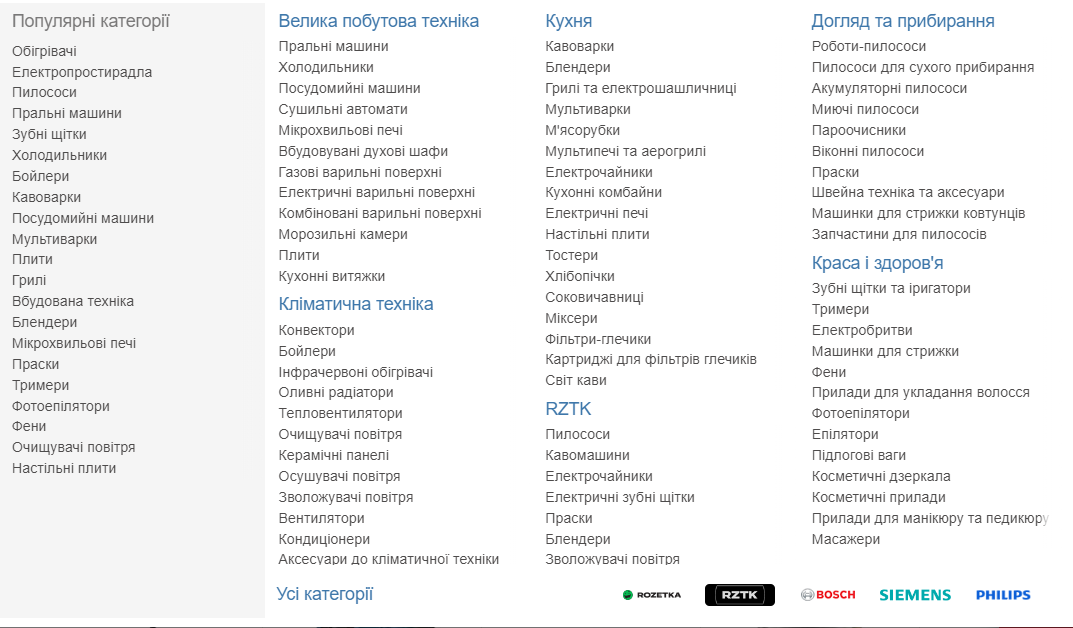 Популярні категорії
Обігрівачі
Електропростирадла
Пилососи
Пральні машини
Зубні щітки
Холодильники
Бойлери
Кавоварки
Посудомийні машини
Мультиварки
Плити
Грилі
Вбудована техніка
Блендери
Мікрохвильові печі
Праски
Тримери
Фотоепілятори
Фени
Очищувачі повітря
Настільні плити
Велика побутова техніка
Пральні машини
Холодильники
Посудомийні машини
Сушильні автомати
Мікрохвильові печі
Вбудовувані духові шафи
Газові варильні поверхні
Електричні варильні поверхні
Комбіновані варильні поверхні
Морозильні камери
Плити
Кухонні витяжки
Кліматична техніка
Конвектори
Бойлери
Інфрачервоні обігрівачі
Оливні радіатори
Тепловентилятори
Очищувачі повітря
Керамічні панелі
Осушувачі повітря
Зволожувачі повітря
Вентилятори
Кондиціонери
Аксесуари до кліматичної техніки
Кухня
Кавоварки
Блендери
Грилі та електрошашличниці
Мультиварки
М'ясорубки
Мультипечі та аерогрилі
Електрочайники
Кухонні комбайни
Електричні печі
Настільні плити
Тостери
Хлібопічки
Соковичавниці
Міксери
Фільтри-глечики
Картриджі для фільтрів глечиків
Світ кави
RZTK
Пилососи
Кавомашини
Електрочайники
Електричні зубні щітки
Праски
Блендери
Зволожувачі повітря
Догляд та прибирання
Роботи-пилососи
Пилососи для сухого прибирання
Акумуляторні пилососи
Миючі пилососи
Пароочисники
Віконні пилососи
Праски
Швейна техніка та аксесуари
Машинки для стрижки ковтунців
Запчастини для пилососів
Краса і здоров'я
Зубні щітки та іригатори
Тримери
Електробритви
Машинки для стрижки
Фени
Прилади для укладання волосся
Фотоепілятори
Епілятори
Підлогові ваги
Косметичні дзеркала
Косметичні прилади
Прилади для манікюру та педикюру
Масажери
Усі категорії
ROZETKA
RZTK
BOSCH
SIEMENS
PHILIPS